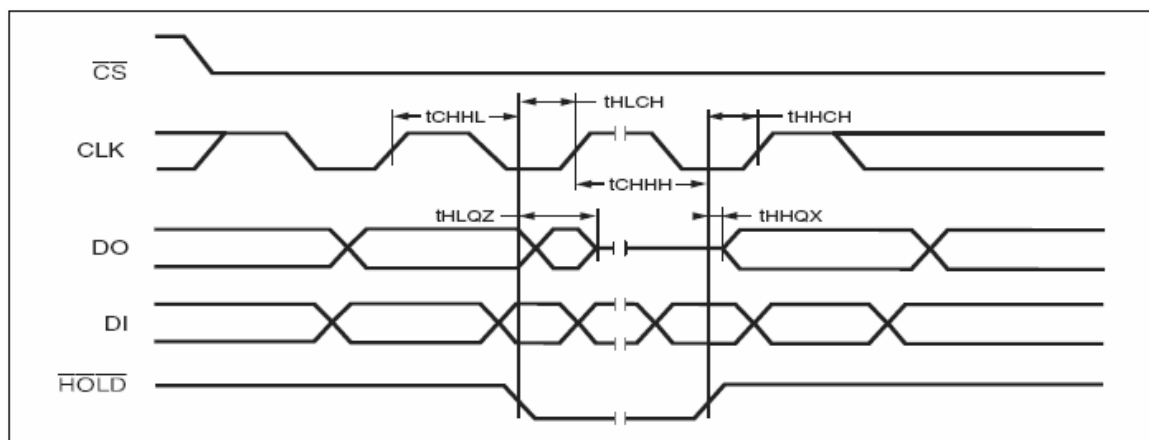 CS
tHLCH
tCHHL
tHHCH
CLK
tCHHH
tHLQZ
tHHQX
DO
DI
HOLD